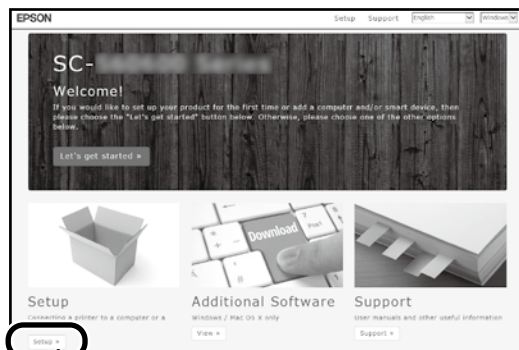 EPSON
Setup Support English Windows
SC-
Welcome!
If you would like to set up your product for the first time or add a computer and/or smart device, then
please choose the "Let's get started" button below. Otherwise, please choose one of the other options
below.
Let's get started »
7
+
Download
Setup
Additional Software
Support
Connecting a printer to a computer or a
Windows / Mac OS X only
User manuals and other useful information
Setup »
View »
Support »